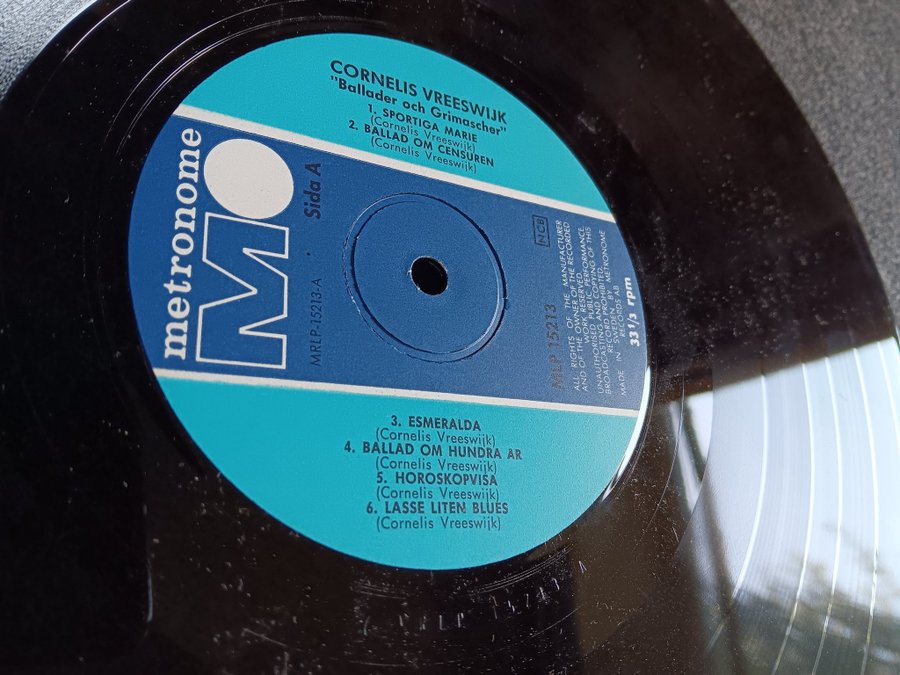 CORNELIS VREESWIJK
"Ballader och Grimascher"
1. SPORTIGA MARIE
(Cornelis Vreeswijk)
2. BALLAD OM CENSUREN
(Cornelis Vreeswijk)
metronome
MO
Sida A
MRLP-15213-A
NCB
MLP 15213
ALL RIGHTS OF THE MANUFACTURER
AND OF THE OWNER OF THE RECORDED
WORK RESERVED.
UNAUTHORISED PUBLIC PERFORMANCE,
BROADCASTING AND COPYING OF THIS
RECORD PROHIBITED.
MADE IN SWEDEN BY METRONOME
RECORDS AB
33 1/3 rpm
3. ESMERALDA
(Cornelis Vreeswijk)
4. BALLAD OM HUNDRA ÅR
(Cornelis Vreeswijk)
5. HOROSKOPVISA
(Cornelis Vreeswijk)
6. LASSE LITEN BLUES
(Cornelis Vreeswijk)